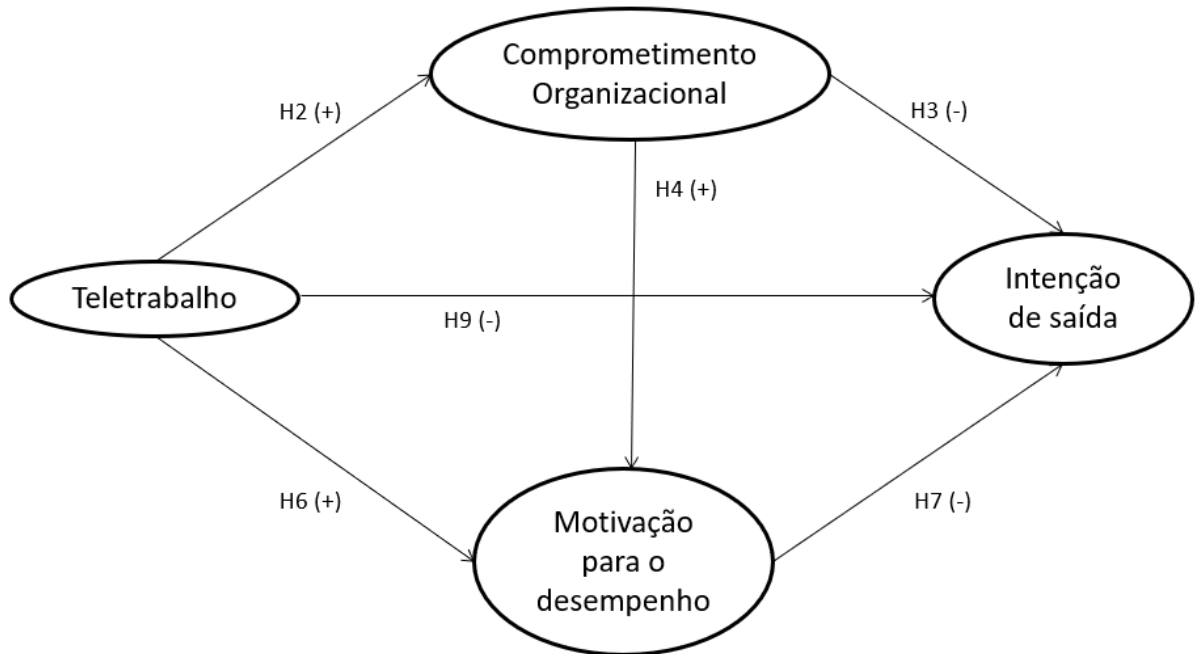 Comprometimento
Organizacional
H2 (+)
H3 (-)
H4 (+)
Teletrabalho
Intenção
de saída
H9 (-)
H6 (+)
H7 (-)
Motivação
para o
desempenho